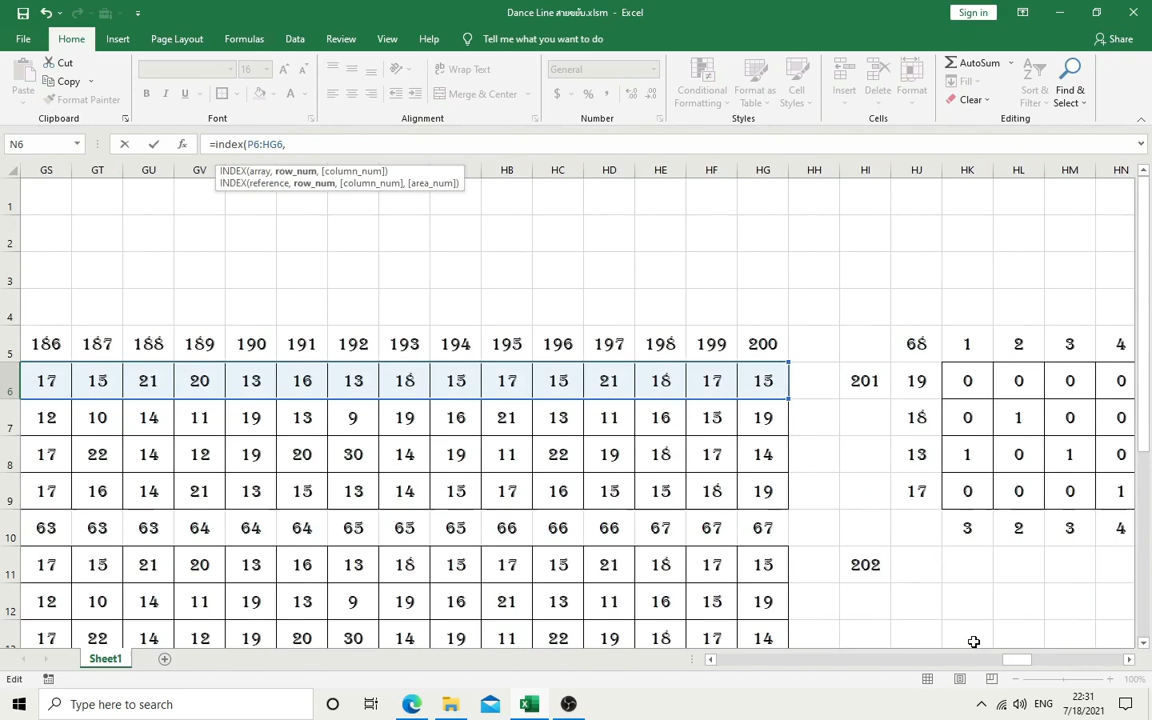 Dance Line สายขยับ.xlsm - Excel
Sign in
File Home Insert Page Layout Formulas Data Review View Help Tell me what you want to do Share
Paste
Cut
Copy
Format Painter
Clipboard
16
B I U
Font
Wrap Text
Merge & Center
Alignment
General
Number
Conditional Formatting
Format as Table
Cell Styles
Styles
Insert Delete Format
Cells
AutoSum
Fill
Clear
Sort & Filter
Find & Select
Editing
N6 =index(P6:HG6,
INDEX(array, row_num, [column_num])
INDEX(reference, row_num, [column_num], [area_num])
GS GT GU GV HB HC HD HE HF HG HH HI HJ HK HL HM HN
1
2
3
4
5 186 187 188 189 190 191 192 193 194 195 196 197 198 199 200 68 1 2 3 4
6 17 15 21 20 13 16 13 18 15 17 15 21 18 17 15 201 19 0 0 0 0
7 12 10 14 11 19 13 9 19 16 21 13 11 16 15 19 18 0 1 0 0
8 17 22 14 12 19 20 30 14 19 11 22 19 18 17 14 13 1 0 1 0
9 17 16 14 21 13 15 13 14 15 17 16 15 15 18 19 17 0 0 0 1
10 63 63 63 64 64 64 65 65 65 66 66 66 67 67 67 3 2 3 4
11 17 15 21 20 13 16 13 18 15 17 15 21 18 17 15 202
12 12 10 14 11 19 13 9 19 16 21 13 11 16 15 19
17 22 14 12 19 20 30 14 19 11 22 19 18 17 14
Sheet1
Edit 100%
Type here to search
ENG
22:31
7/18/2021